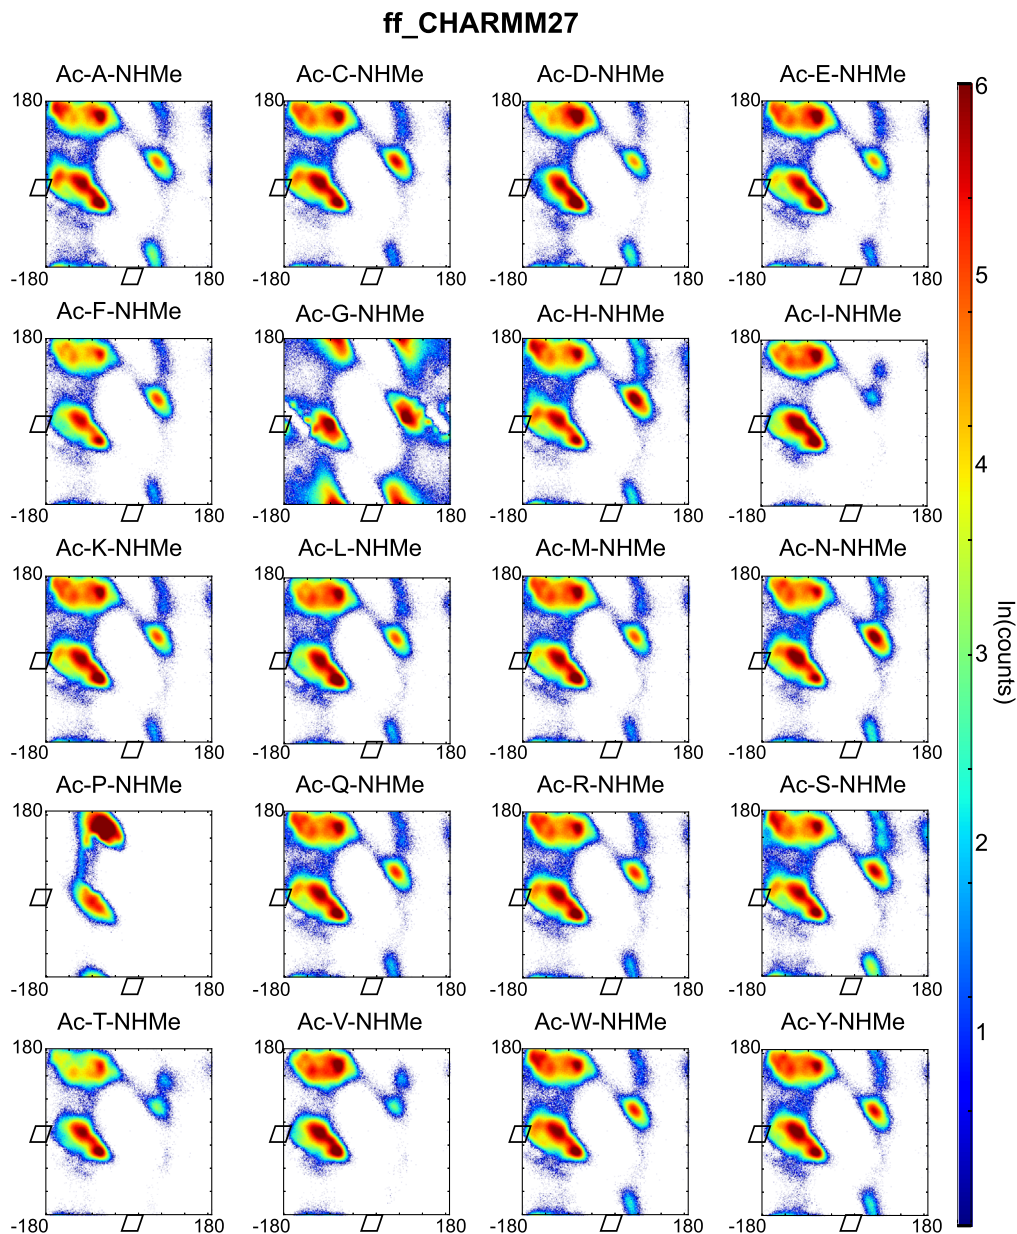 ff_CHARMM27
Ac-A-NHMe Ac-C-NHMe Ac-D-NHMe Ac-E-NHMe
180 180 180 180 6
-180 180 -180 180 -180 180 -180 180 5
Ac-F-NHMe Ac-G-NHMe Ac-H-NHMe Ac-I-NHMe
180 180 180 180
4
-180 180 -180 180 -180 180 -180 180
Ac-K-NHMe Ac-L-NHMe Ac-M-NHMe Ac-N-NHMe
180 180 180 180
3 ln(counts)
-180 180 -180 180 -180 180 -180 180
Ac-P-NHMe Ac-Q-NHMe Ac-R-NHMe Ac-S-NHMe
180 180 180 180
2
-180 180 -180 180 -180 180 -180 180
Ac-T-NHMe Ac-V-NHMe Ac-W-NHMe Ac-Y-NHMe
1
180 180 180 180
-180 180 -180 180 -180 180 -180 180